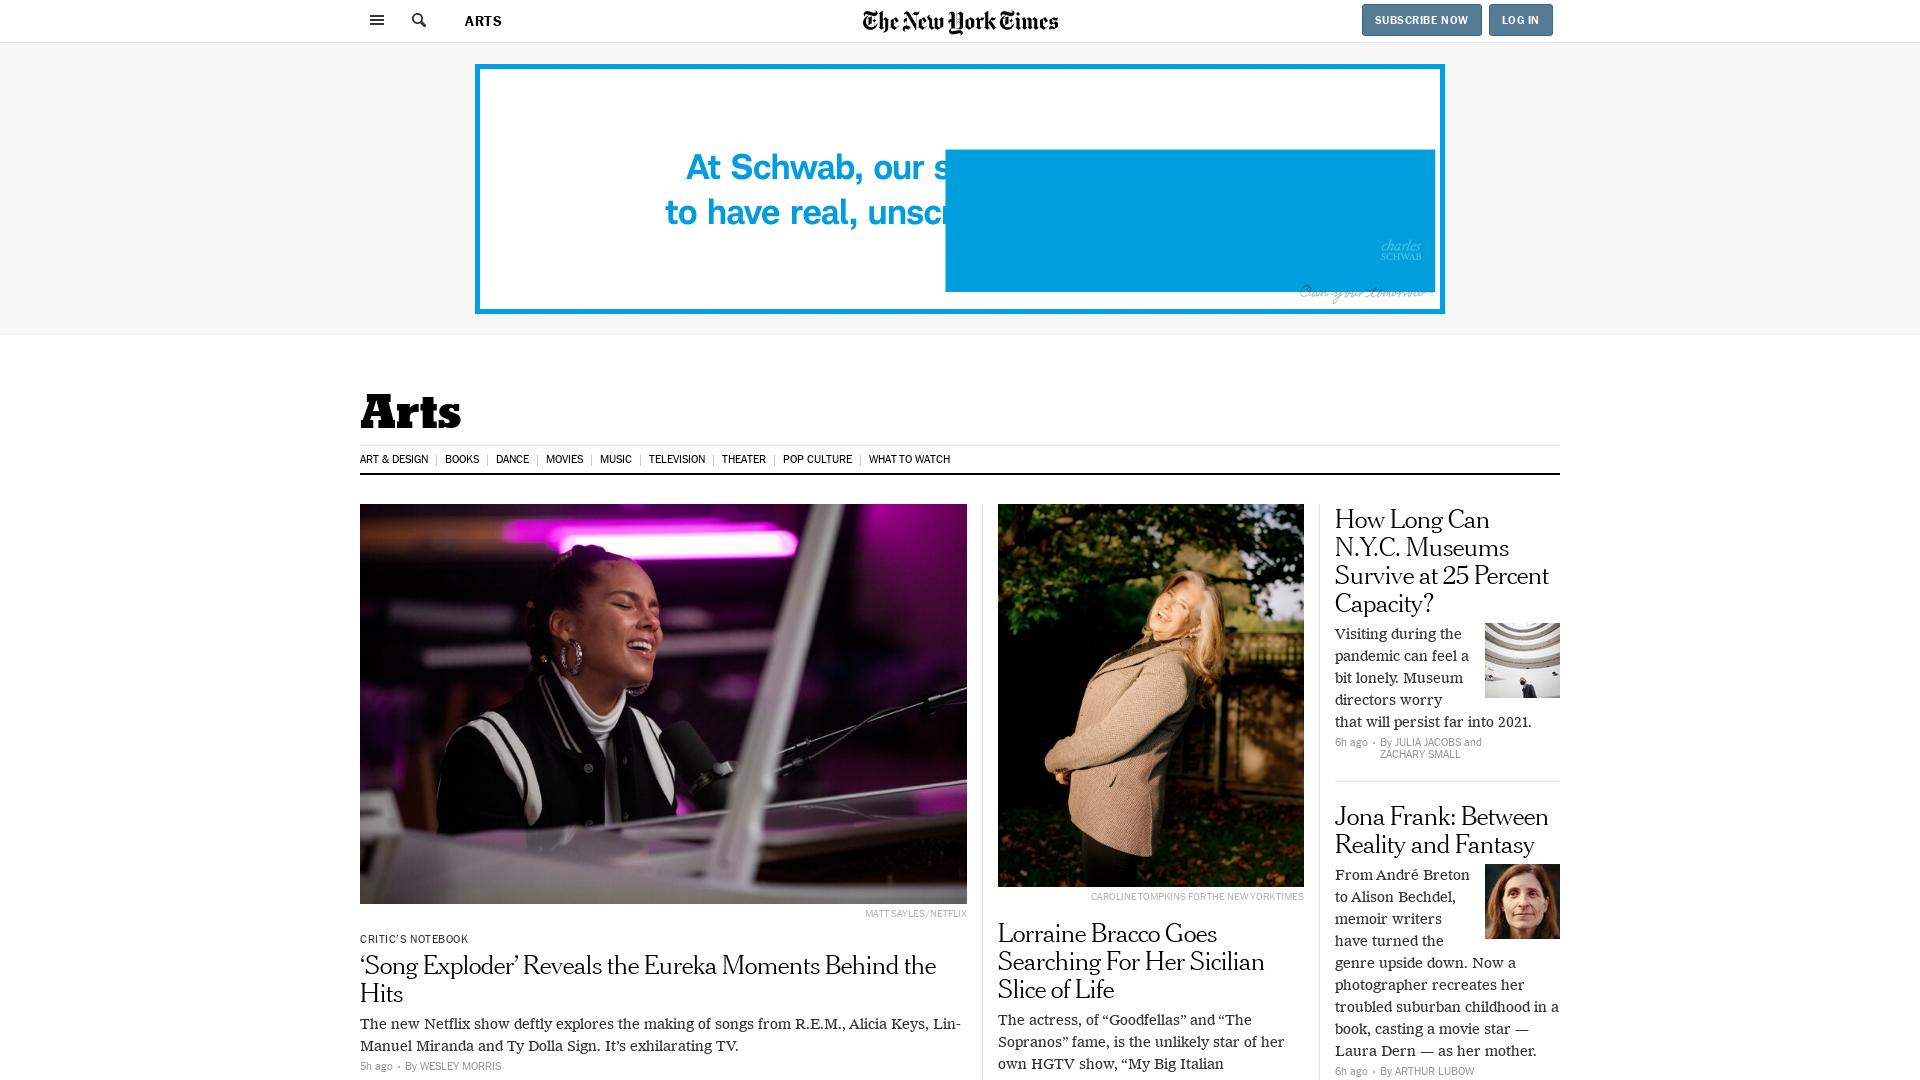 ARTS
The New York Times
SUBSCRIBE NOW
LOG IN
At Schwab, our
to have real,
charles
SCHWAB
Own your tomorrow
Arts
ART & DESIGN
BOOKS
DANCE
MOVIES
MUSIC
TELEVISION
THEATER
POP CULTURE
WHAT TO WATCH
MATT SAYLES/NETFLIX
CRITIC'S NOTEBOOK
‘Song Exploder’ Reveals the Eureka Moments Behind the
Hits
The new Netflix show deftly explores the making of songs from R.E.M., Alicia Keys, Lin-
Manuel Miranda and Ty Dolla Sign. It’s exhilarating TV.
5h ago • By WESLEY MORRIS
CAROLINE TOMPKINS FOR THE NEW YORK TIMES
Lorraine Bracco Goes
Searching For Her Sicilian
Slice of Life
The actress, of “Goodfellas” and “The
Sopranos” fame, is the unlikely star of her
own HGTV show, “My Big Italian
How Long Can
N.Y.C. Museums
Survive at 25 Percent
Capacity?
Visiting during the
pandemic can feel a
bit lonely. Museum
directors worry
that will persist far into 2021.
6h ago • By JULIA JACOBS and
ZACHARY SMALL
Jona Frank: Between
Reality and Fantasy
From André Breton
to Alison Bechdel,
memoir writers
have turned the
genre upside down. Now a
photographer recreates her
troubled suburban childhood in a
book, casting a movie star —
Laura Dern — as her mother.
6h ago • By ARTHUR LUBOW